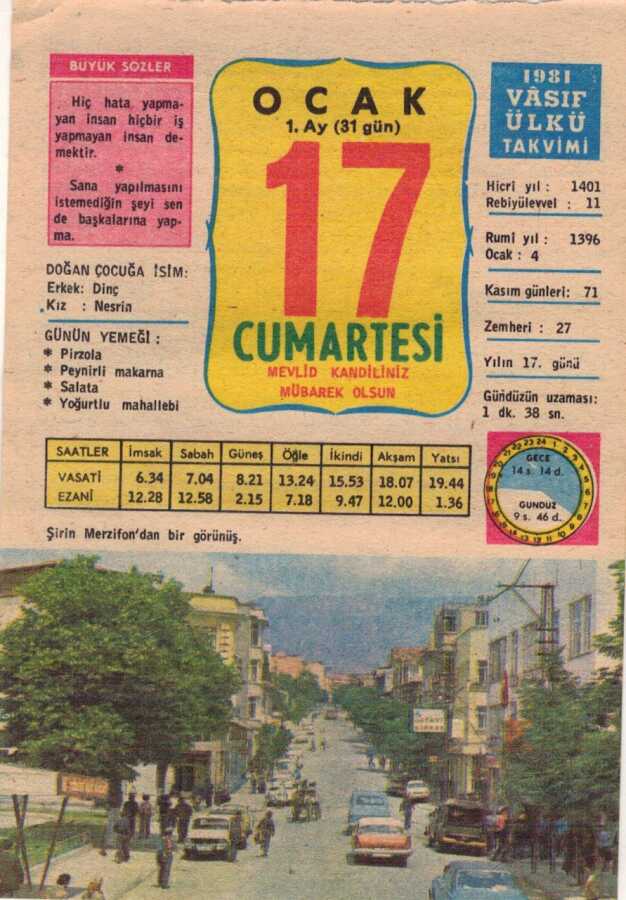 BÜYÜK SÖZLER
Hiç hata yapma-
yan insan hiçbir iş
yapmayan insan de-
mektir.
*
Sana yapılmasını
istemediğin şeyi sen
de başkalarına yap-
ma.
DOĞAN ÇOCUĞA İSİM:
Erkek: Dinç
Kız : Nesrin
GÜNÜN YEMEĞİ :
* Pirzola
* Peynirli makarna
* Salata
* Yoğurtlu mahallebi
OCAK
1. Ay (31 gün)
17
CUMARTESİ
MEVLİD KANDİLİNİZ
MÜBAREK OLSUN
1981
VÂSIF
ÜLKÜ
TAKVİMİ
Hicri yıl : 1401
Rebiyülevvel : 11
Rumi yıl : 1396
Ocak : 4
Kasım günleri: 71
Zemheri : 27
Yılın 17. günü
Gündüzün uzaması:
1 dk. 38 sn.
SAATLER İmsak Sabah Güneş Öğle İkindi Akşam Yatsı
VASATİ 6.34 7.04 8.21 13.24 15.53 18.07 19.44
EZANİ 12.28 12.58 2.15 7.18 9.47 12.00 1.36
GECE
14 s. 14 d.
GÜNDÜZ
9 s. 46 d.
Şirin Merzifon'dan bir görünüş.